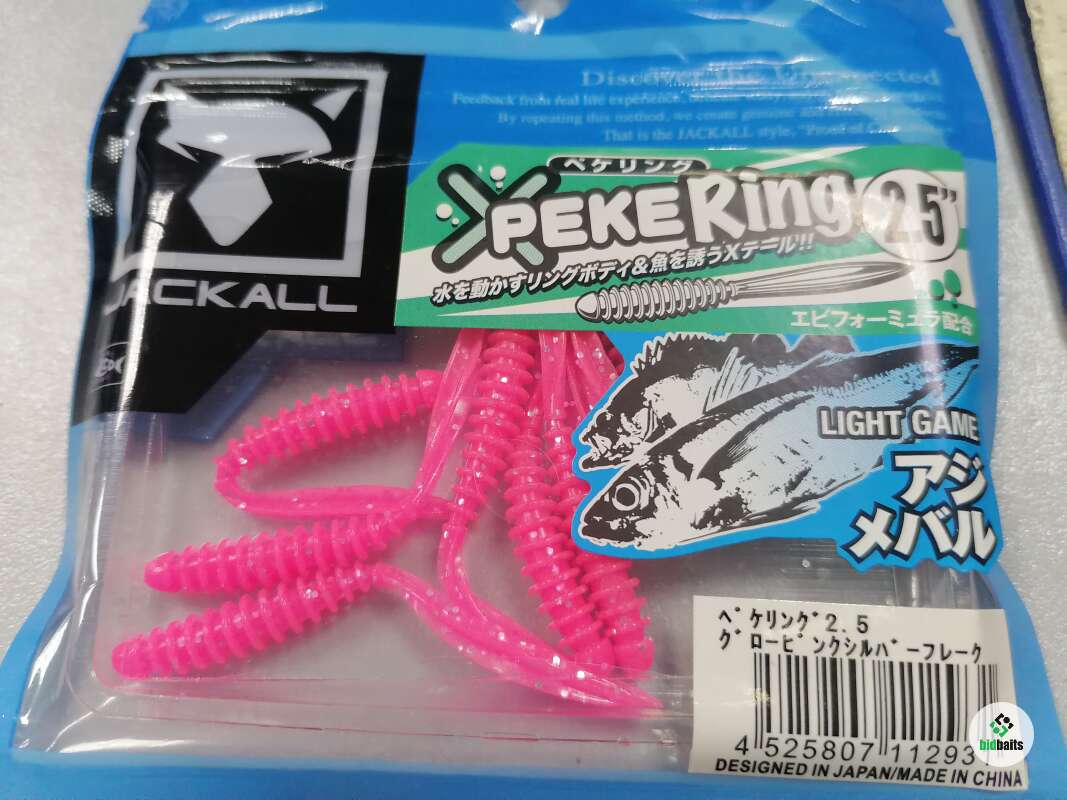 JACKALL
Discover the Unexpected
Feedback from real life experience,
By repeating this method, we create genuine and
That is the JACKALL style, "Proud of
ペケリング
PEKE Ring 2.5"
水を動かすリングボディ&魚を誘うXテール!!
エビフォーミュラ配合
LIGHT GAME
アジ
メバル
ペケリング2.5
グローピンクシルバーフレーク
4 525807 11293
DESIGNED IN JAPAN/MADE IN CHINA
bidbaits